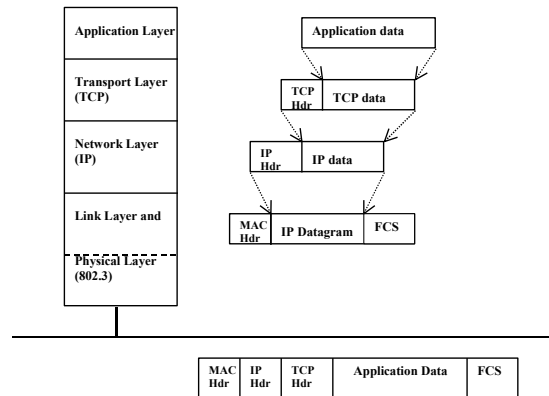 Application Layer
Application data
Transport Layer
(TCP)
TCP
Hdr
TCP data
Network Layer
(IP)
IP
Hdr
IP data
Link Layer and
MAC
Hdr
IP Datagram
FCS
Physical Layer
(802.3)
MAC
Hdr
IP
Hdr
TCP
Hdr
Application Data
FCS